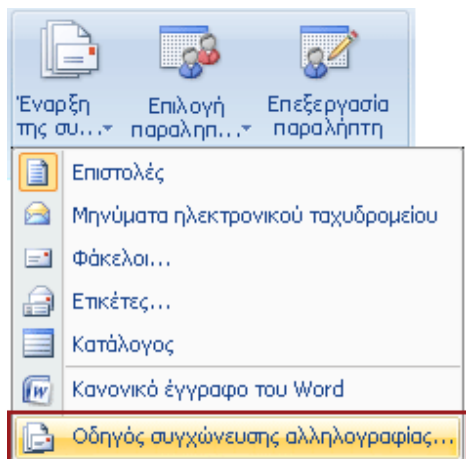 Έναρξη
της συ...
Επιλογή
παραληπ...
Επεξεργασία
παραλήπτη
Επιστολές
Μηνύματα ηλεκτρονικού ταχυδρομείου
Φάκελοι...
Ετικέτες...
Κατάλογος
Κανονικό έγγραφο του Word
Οδηγός συγχώνευσης αλληλογραφίας...